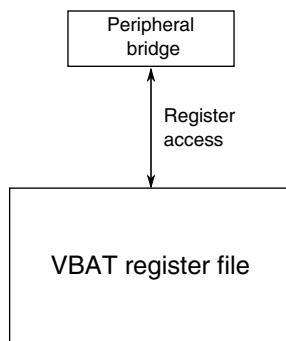 Peripheral
bridge
Register
access
VBAT register file